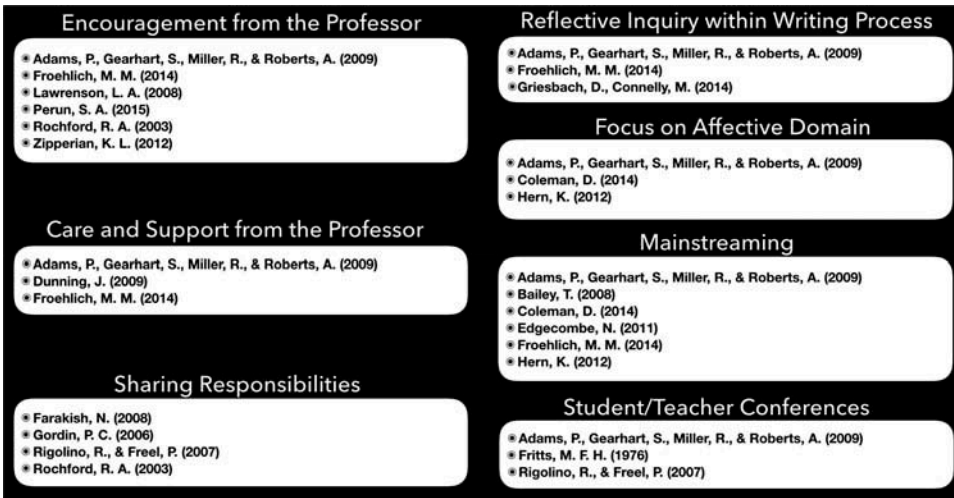 Encouragement from the Professor
◉ Adams, P., Gearhart, S., Miller, R., & Roberts, A. (2009)
◉ Froehlich, M. M. (2014)
◉ Lawrenson, L. A. (2008)
◉ Perun, S. A. (2015)
◉ Rochford, R. A. (2003)
◉ Zipperian, K. L. (2012)
Care and Support from the Professor
◉ Adams, P., Gearhart, S., Miller, R., & Roberts, A. (2009)
◉ Dunning, J. (2009)
◉ Froehlich, M. M. (2014)
Sharing Responsibilities
◉ Farakish, N. (2008)
◉ Gordin, P. C. (2006)
◉ Rigolino, R., & Freel, P. (2007)
◉ Rochford, R. A. (2003)
Reflective Inquiry within Writing Process
◉ Adams, P., Gearhart, S., Miller, R., & Roberts, A. (2009)
◉ Froehlich, M. M. (2014)
◉ Griesbach, D., Connelly, M. (2014)
Focus on Affective Domain
◉ Adams, P., Gearhart, S., Miller, R., & Roberts, A. (2009)
◉ Coleman, D. (2014)
◉ Hern, K. (2012)
Mainstreaming
◉ Adams, P., Gearhart, S., Miller, R., & Roberts, A. (2009)
◉ Bailey, T. (2008)
◉ Coleman, D. (2014)
◉ Edgecombe, N. (2011)
◉ Froehlich, M. M. (2014)
◉ Hern, K. (2012)
Student/Teacher Conferences
◉ Adams, P., Gearhart, S., Miller, R., & Roberts, A. (2009)
◉ Fritts, M. F. H. (1976)
◉ Rigolino, R., & Freel, P. (2007)